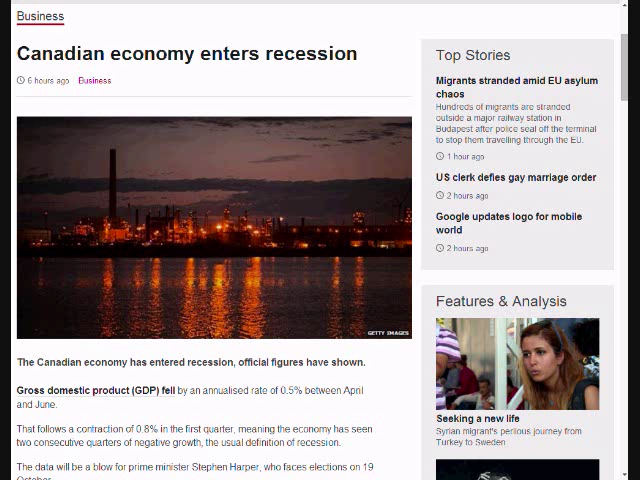 Business
Canadian economy enters recession
6 hours ago Business
GETTY IMAGES
The Canadian economy has entered recession, official figures have shown.
Gross domestic product (GDP) fell by an annualised rate of 0.5% between April
and June.
That follows a contraction of 0.8% in the first quarter, meaning the economy has seen
two consecutive quarters of negative growth, the usual definition of recession.
The data will be a blow for prime minister Stephen Harper, who faces elections on 19
October.
Top Stories
Migrants stranded amid EU asylum
chaos
Hundreds of migrants are stranded
outside a major railway station in
Budapest after police seal off the terminal
to stop them travelling through the EU.
1 hour ago
US clerk defies gay marriage order
2 hours ago
Google updates logo for mobile
world
2 hours ago
Features & Analysis
Seeking a new life
Syrian migrant's perilous journey from
Turkey to Sweden